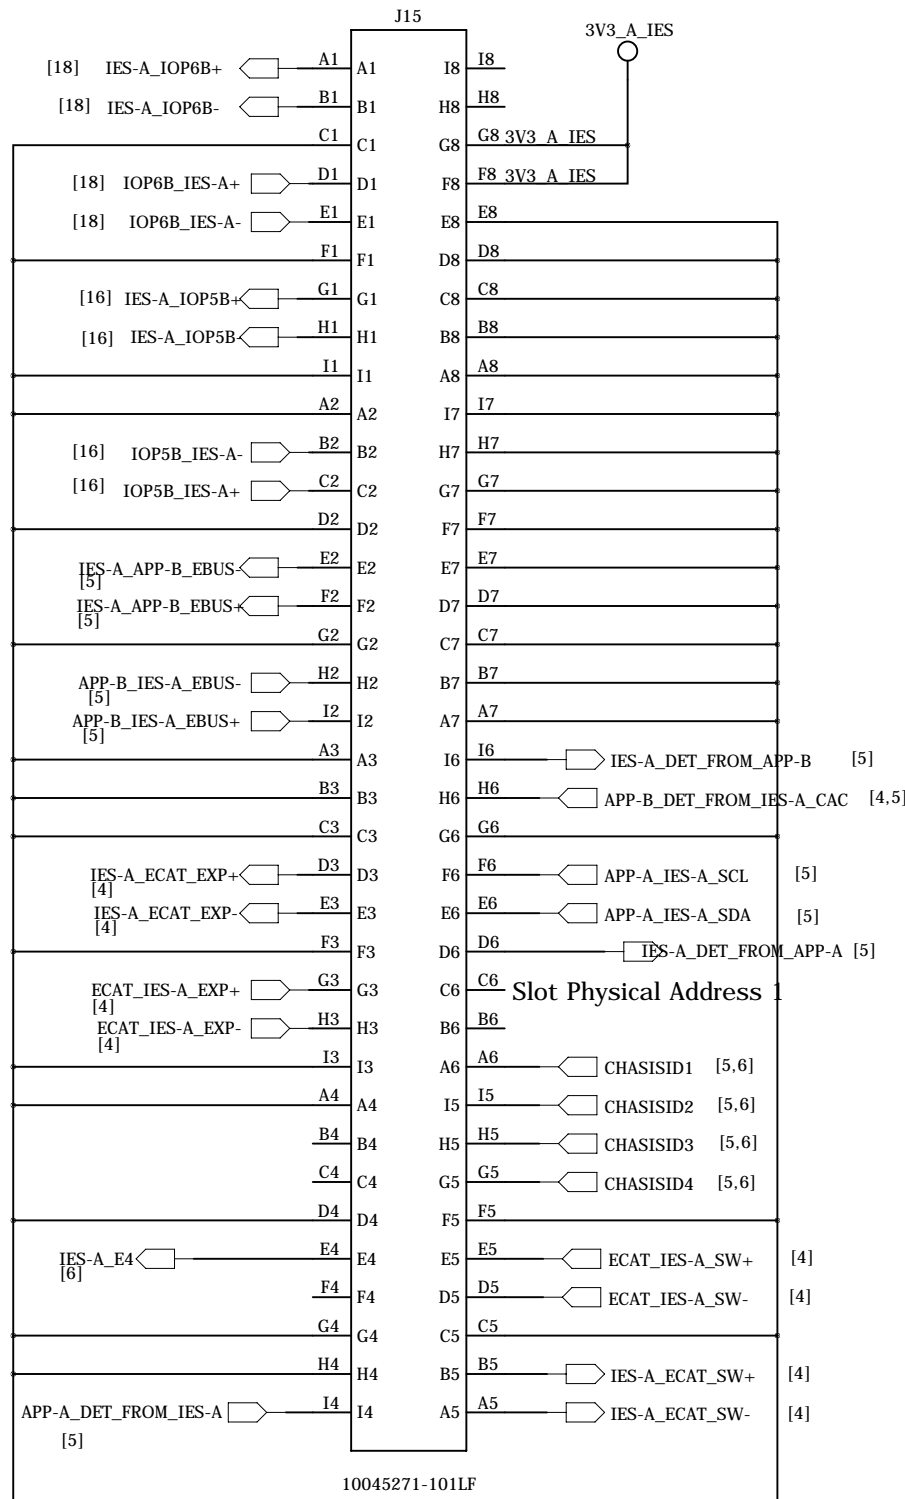 J15
3V3_A_IES
[18] IES-A_IOP6B+ A1 A1 I8 I8
[18] IES-A_IOP6B- B1 B1 H8 H8
C1 C1 G8 G8 3V3_A_IES
[18] IOP6B_IES-A+ D1 D1 F8 F8 3V3_A_IES
[18] IOP6B_IES-A- E1 E1 E8 E8
F1 F1 D8 D8
[16] IES-A_IOP5B+ G1 G1 C8 C8
[16] IES-A_IOP5B- H1 H1 B8 B8
I1 I1 A8 A8
A2 A2 I7 I7
[16] IOP5B_IES-A- B2 B2 H7 H7
[16] IOP5B_IES-A+ C2 C2 G7 G7
D2 D2 F7 F7
IES-A_APP-B_EBUS- E2 E2 E7 E7
[5]
IES-A_APP-B_EBUS+ F2 F2 D7 D7
[5]
G2 G2 C7 C7
APP-B_IES-A_EBUS- H2 H2 B7 B7
[5]
APP-B_IES-A_EBUS+ I2 I2 A7 A7
[5]
A3 A3 I6 I6 IES-A_DET_FROM_APP-B [5]
B3 B3 H6 H6 APP-B_DET_FROM_IES-A_CAC [4,5]
C3 C3 G6 G6
IES-A_ECAT_EXP+ D3 D3 F6 F6 APP-A_IES-A_SCL [5]
[4]
IES-A_ECAT_EXP- E3 E3 E6 E6 APP-A_IES-A_SDA [5]
[4]
F3 F3 D6 D6 IES-A_DET_FROM_APP-A [5]
ECAT_IES-A_EXP+ G3 G3 C6 C6 Slot Physical Address 1
[4]
ECAT_IES-A_EXP- H3 H3 B6 B6
[4]
I3 I3 A6 A6 CHASISID1 [5,6]
A4 A4 I5 I5 CHASISID2 [5,6]
B4 B4 H5 H5 CHASISID3 [5,6]
C4 C4 G5 G5 CHASISID4 [5,6]
D4 D4 F5 F5
IES-A_E4 E4 E4 E5 E5 ECAT_IES-A_SW+ [4]
[6]
F4 F4 D5 D5 ECAT_IES-A_SW- [4]
G4 G4 C5 C5
H4 H4 B5 B5 IES-A_ECAT_SW+ [4]
APP-A_DET_FROM_IES-A I4 I4 A5 A5 IES-A_ECAT_SW- [4]
[5]
10045271-101LF